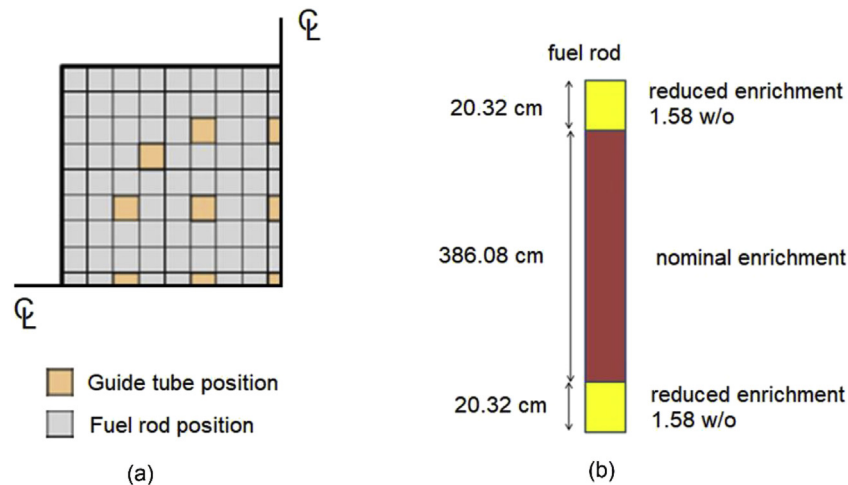 ℄
℄
Guide tube position
Fuel rod position
(a)
fuel rod
20.32 cm
reduced enrichment
1.58 w/o
386.08 cm
nominal enrichment
20.32 cm
reduced enrichment
1.58 w/o
(b)